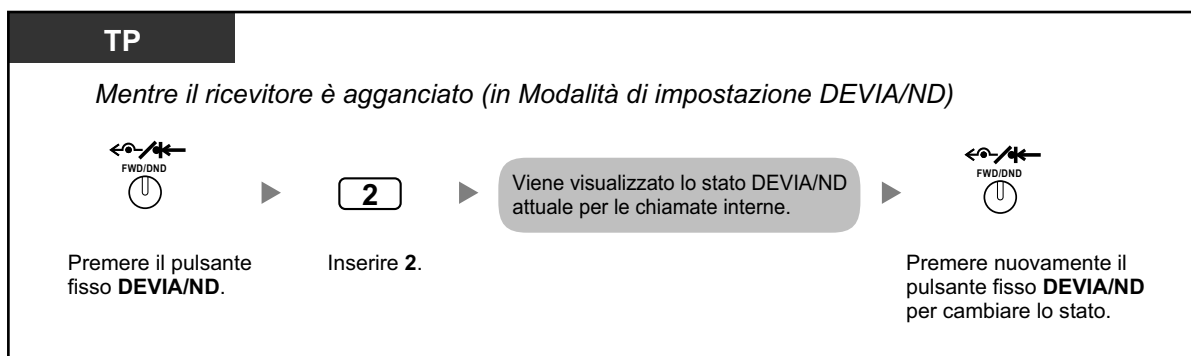 TP
Mentre il ricevitore è agganciato (in Modalità di impostazione DEVIA/ND)
FWD/DND
2
Viene visualizzato lo stato DEVIA/ND
attuale per le chiamate interne.
FWD/DND
Premere il pulsante
fisso DEVIA/ND.
Inserire 2.
Premere nuovamente il
pulsante fisso DEVIA/ND
per cambiare lo stato.